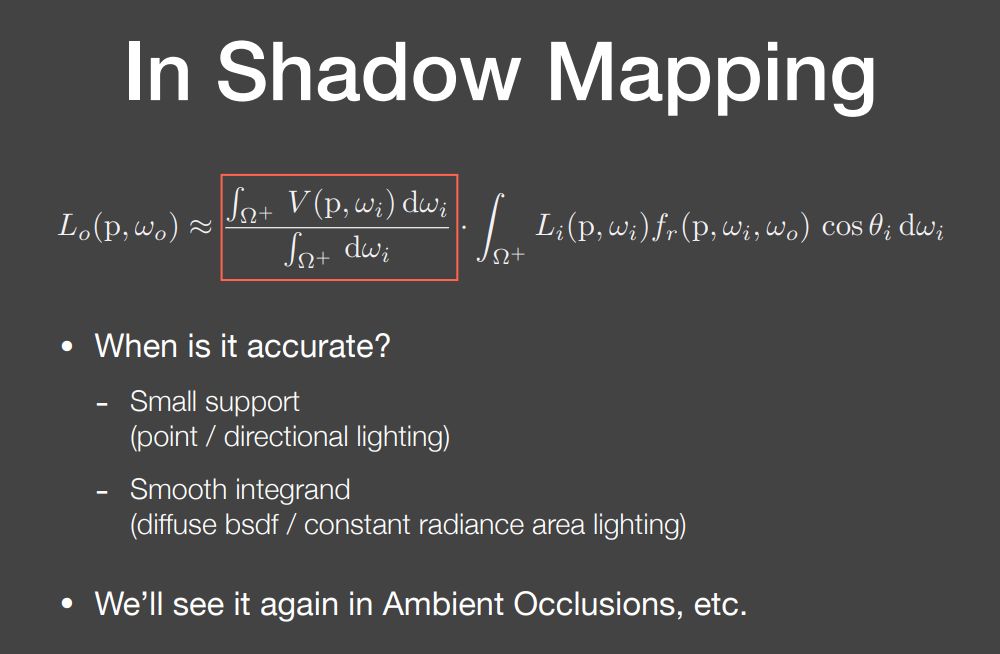 In Shadow Mapping
$L_o(\mathrm{p}, \omega_o) \approx \frac{\int_{\Omega^+} V(\mathrm{p}, \omega_i) \, \mathrm{d}\omega_i}{\int_{\Omega^+} \mathrm{d}\omega_i} \cdot \int_{\Omega^+} L_i(\mathrm{p}, \omega_i) f_r(\mathrm{p}, \omega_i, \omega_o) \cos\theta_i \, \mathrm{d}\omega_i$
• When is it accurate?
- Small support
(point / directional lighting)
- Smooth integrand
(diffuse bsdf / constant radiance area lighting)
• We’ll see it again in Ambient Occlusions, etc.